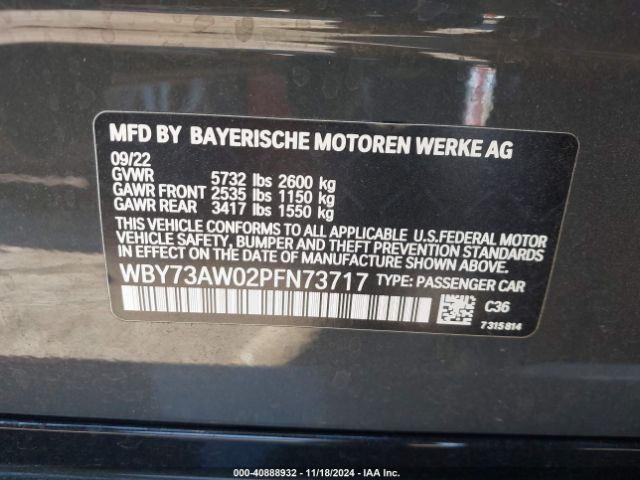 MFD BY BAYERISCHE MOTOREN WERKE AG
09/22
GVWR 5732 lbs 2600 kg
GAWR FRONT 2535 lbs 1150 kg
GAWR REAR 3417 lbs 1550 kg
THIS VEHICLE CONFORMS TO ALL APPLICABLE U.S.FEDERAL MOTOR
VEHICLE SAFETY, BUMPER AND THEFT PREVENTION STANDARDS
IN EFFECT ON THE DATE OF MANUFACTURE SHOWN ABOVE.
WBY73AW02PFN73717 TYPE: PASSENGER CAR
C36
7315814
000-40888932 - 11/18/2024 - IAA Inc.